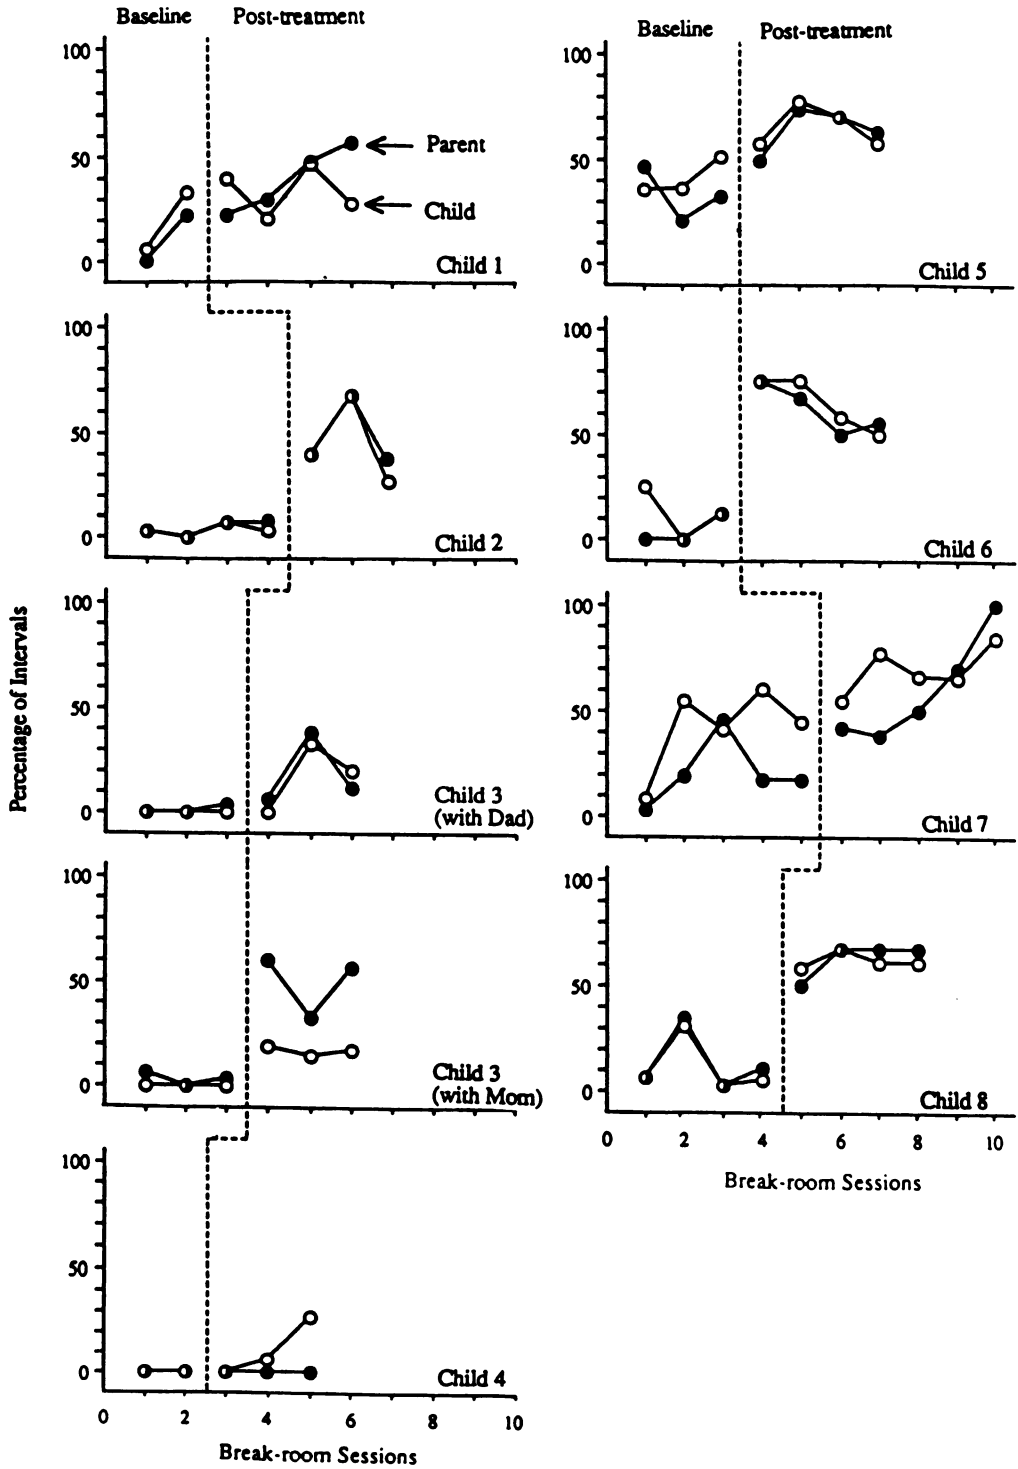 Baseline Post-treatment
100
50
0
Parent
Child
Child 1
100
50
0
Child 2
100
50
0
Child 3
(with Dad)
100
50
0
Child 3
(with Mom)
100
50
0
Child 4
0 2 4 6 8 10
Break-room Sessions
Percentage of Intervals
Baseline Post-treatment
100
50
0
Child 5
100
50
0
Child 6
100
50
0
Child 7
100
50
0
Child 8
0 2 4 6 8 10
Break-room Sessions